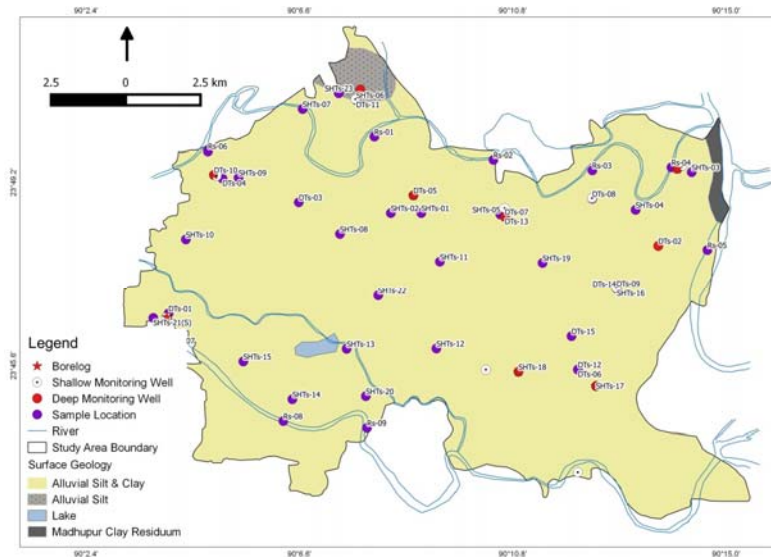 90°2.4' 90°6.6' 90°10.8' 90°15.0'
2.5 0 2.5 km
SHTs-23
SHTs-06
DTs-11
SHTs-07
Rs-01
Rs-06
Rs-02
Rs-03
Rs-04
SHTs-03
23°49.2'
DTs-10
SHTs-09
DTs-04
DTs-05
DTs-03
DTs-08
SHTs-02
SHTs-01
SHTs-05
DTs-07
DTs-13
SHTs-04
SHTs-08
SHTs-10
DTs-02
Rs-05
SHTs-11
SHTs-19
DTs-14
DTs-09
SHTs-16
SHTs-22
DTs-01
SHTs-21(S)
07
DTs-15
SHTs-13
SHTs-12
SHTs-15
23°45.6'
DTs-12
DTs-06
SHTs-18
SHTs-17
SHTs-14
SHTs-20
Rs-08
Rs-09
Legend
Borelog
Shallow Monitoring Well
Deep Monitoring Well
Sample Location
River
Study Area Boundary
Surface Geology
Alluvial Silt & Clay
Alluvial Silt
Lake
Madhupur Clay Residuum
90°2.4' 90°6.6' 90°10.8' 90°15.0'